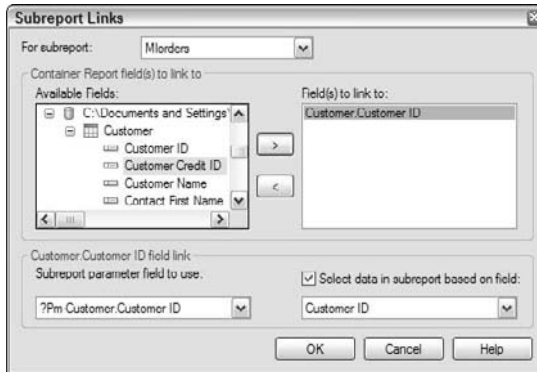 Subreport Links
For subreport: MIorders
Container Report field(s) to link to
Available Fields: Field(s) to link to:
C:\Documents and Settings\
Customer.Customer ID
Customer
Customer ID
>
Customer Credit ID
Customer Name
<
Contact First Name
Customer.Customer ID field link
Subreport parameter field to use:
Select data in subreport based on field:
?Pm-Customer.Customer ID
Customer ID
OK Cancel Help